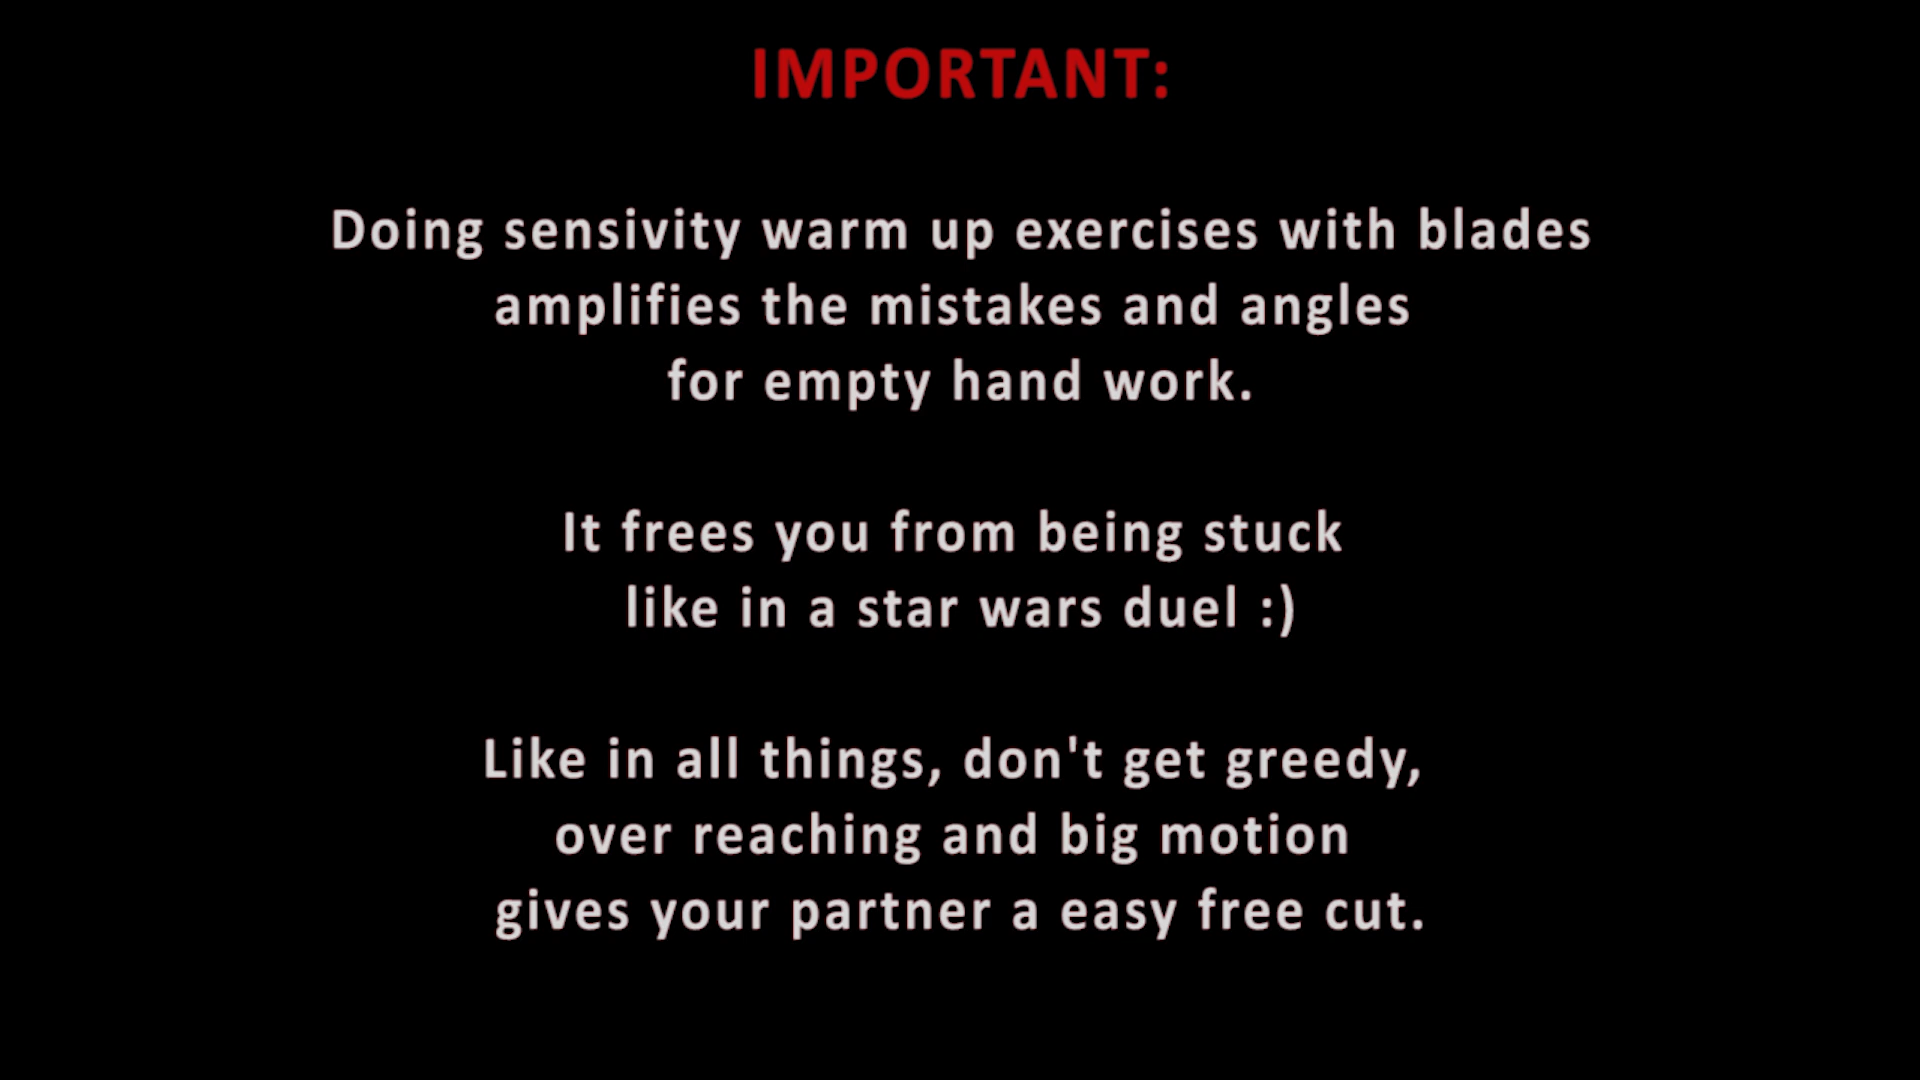 IMPORTANT:
Doing sensivity warm up exercises with blades
amplifies the mistakes and angles
for empty hand work.
It frees you from being stuck
like in a star wars duel :)
Like in all things, don't get greedy,
over reaching and big motion
gives your partner a easy free cut.